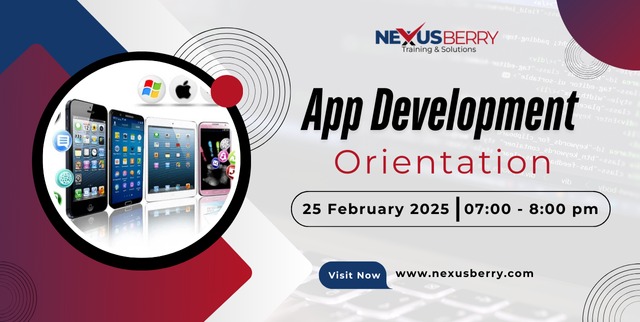 NEXUSBERRY
Training & Solutions
App Development
Orientation
25 February 2025 | 07:00 - 8:00 pm
Visit Now
www.nexusberry.com